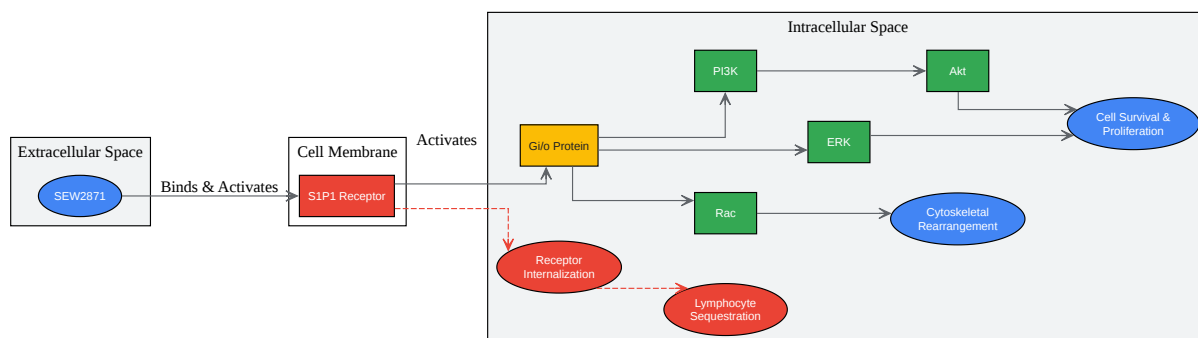 Intracellular Space
PI3K
Akt
Cell Survival &
Proliferation
Activates
Gi/o Protein
ERK
Extracellular Space
Cell Membrane
SEW2871
Binds & Activates
S1P1 Receptor
Rac
Cytoskeletal
Rearrangement
Receptor
Internalization
Lymphocyte
Sequestration